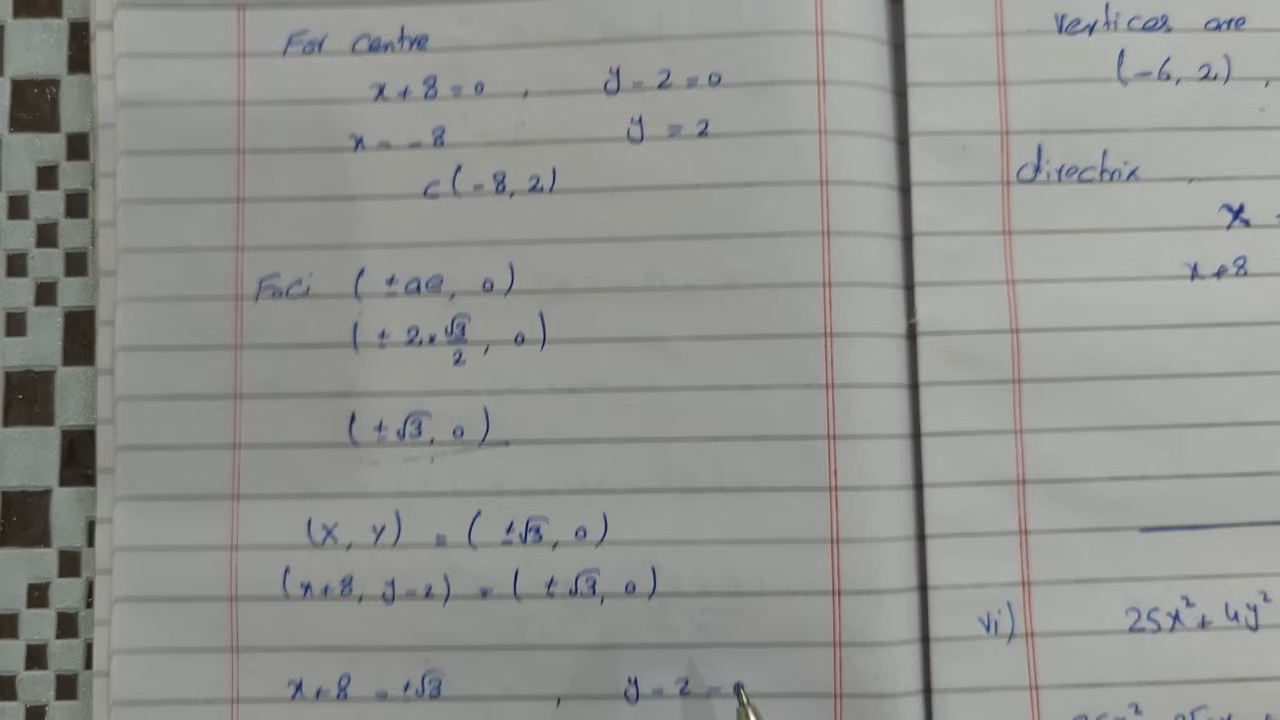 For centre
x + 8 = 0 , y - 2 = 0
x = - 8 y = 2
c (-8, 2)
Foci ( ±ae, 0 )
( ± 2 × √3/2 , 0 )
( ±√3, 0 )
(X, Y) = ( ±√3, 0 )
(x+8, y-2) = ( ±√3, 0 )
x + 8 = ±√3 , y - 2 = 0
vertices are
(-6, 2) ,
directrix
x
x+8
vi) 25x² + 4y²